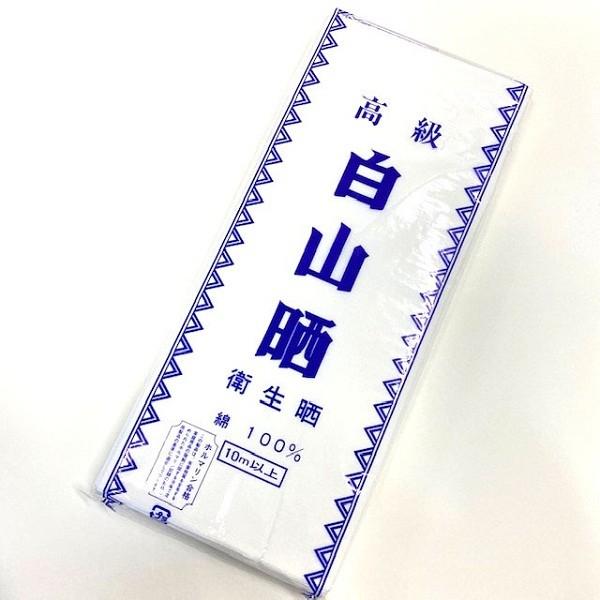 高級
白山晒
衛生晒
綿 100%
10m以上
ホルマリン合格